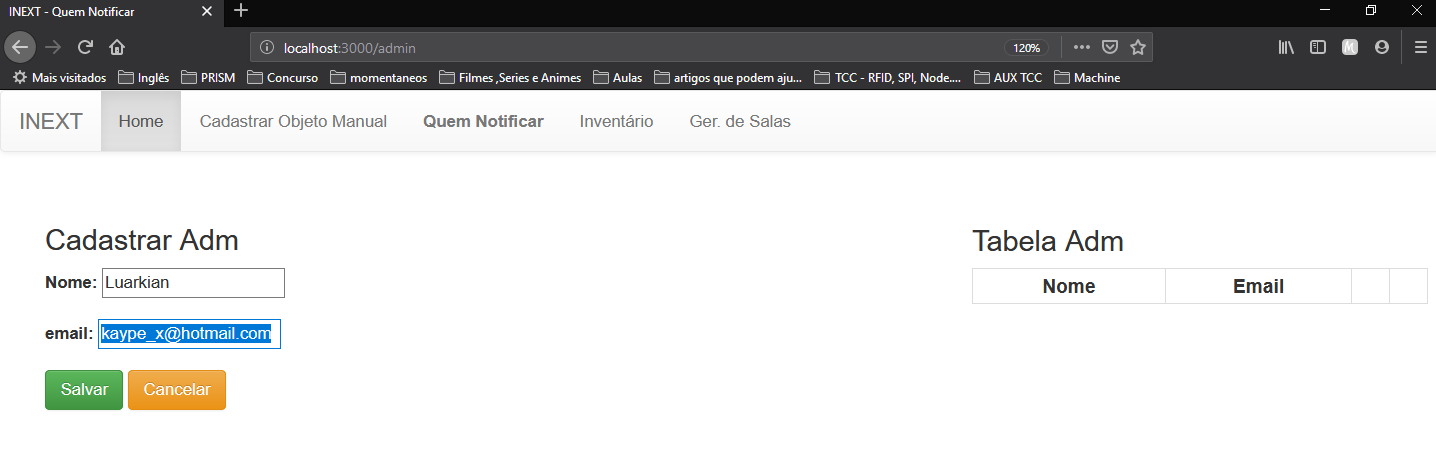 INEXT - Quem Notificar
localhost:3000/admin 120%
Mais visitados Inglês PRISM Concurso momentaneos Filmes ,Series e Animes Aulas artigos que podem aju... TCC - RFID, SPI, Node.... AUX TCC Machine
INEXT Home Cadastrar Objeto Manual Quem Notificar Inventário Ger. de Salas
Cadastrar Adm
Nome: Luarkian
email: kaype_x@hotmail.com
Salvar Cancelar
Tabela Adm
Nome Email